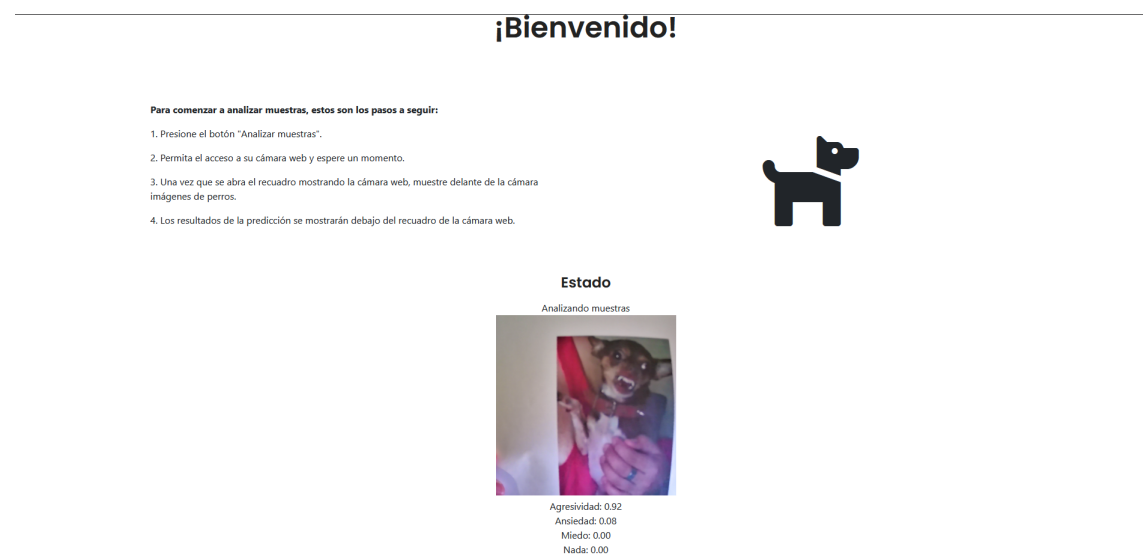 ¡Bienvenido!
Para comenzar a analizar muestras, estos son los pasos a seguir:
1. Presione el botón "Analizar muestras".
2. Permita el acceso a su cámara web y espere un momento.
3. Una vez que se abra el recuadro mostrando la cámara web, muestre delante de la cámara
imágenes de perros.
4. Los resultados de la predicción se mostrarán debajo del recuadro de la cámara web.
Estado
Analizando muestras
Agresividad: 0.92
Ansiedad: 0.08
Miedo: 0.00
Nada: 0.00